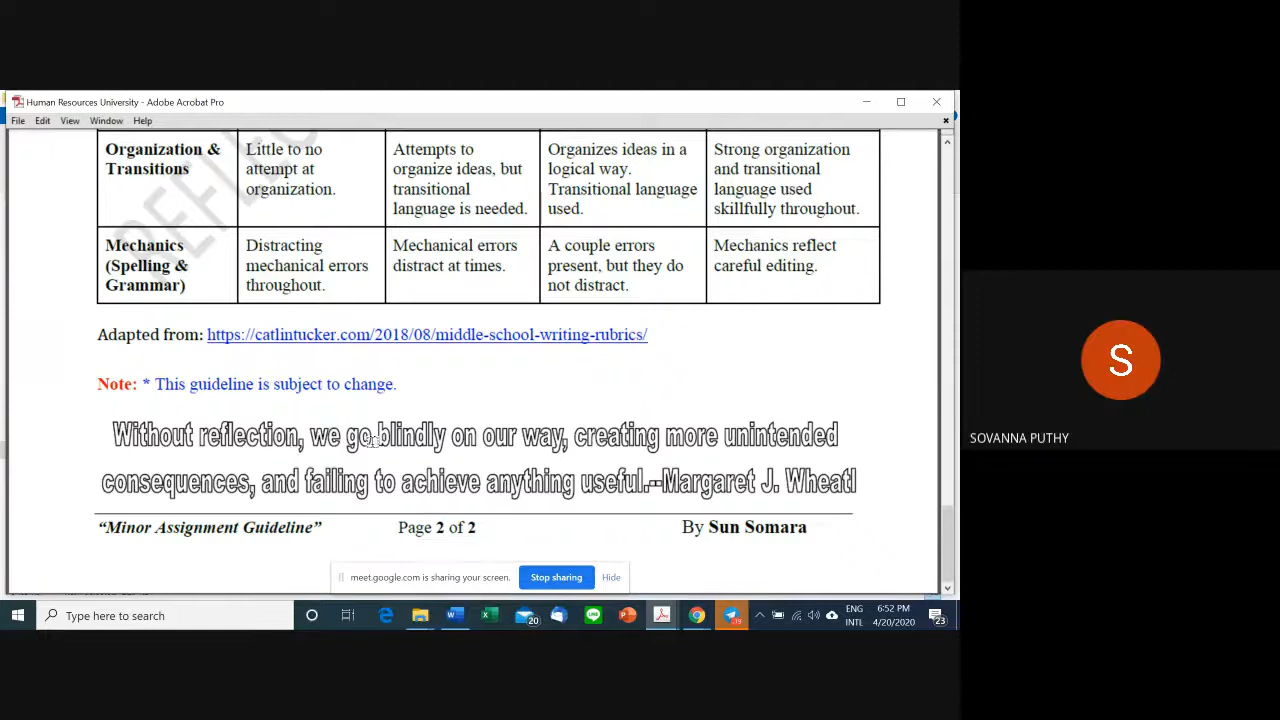 Human Resources University - Adobe Acrobat Pro
File Edit View Window Help
Organization & Transitions
Little to no attempt at organization.
Attempts to organize ideas, but transitional language is needed.
Organizes ideas in a logical way. Transitional language used.
Strong organization and transitional language used skillfully throughout.
Mechanics (Spelling & Grammar)
Distracting mechanical errors throughout.
Mechanical errors distract at times.
A couple errors present, but they do not distract.
Mechanics reflect careful editing.
REFLEC
Adapted from: https://catlintucker.com/2018/08/middle-school-writing-rubrics/
Note: * This guideline is subject to change.
Without reflection, we go blindly on our way, creating more unintended
consequences, and failing to achieve anything useful.--Margaret J. Wheatl
"Minor Assignment Guideline" Page 2 of 2 By Sun Somara
meet.google.com is sharing your screen. Stop sharing Hide
Type here to search
20
ENG
INTL
6:52 PM
4/20/2020
23
S
SOVANNA PUTHY